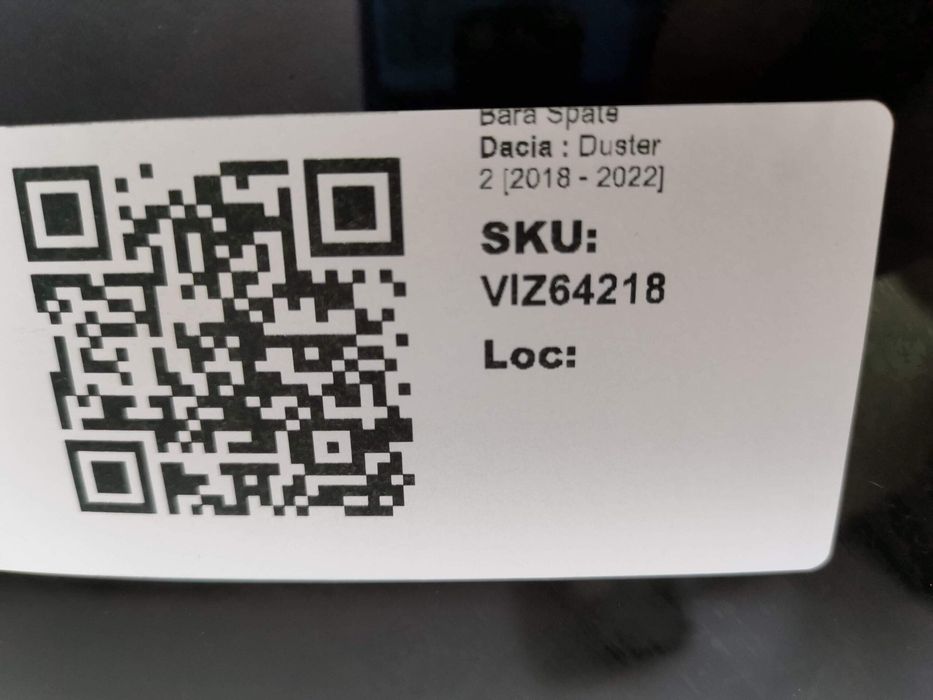 Bara Spate
Dacia : Duster
2 [2018 - 2022]
SKU:
VIZ64218
Loc: